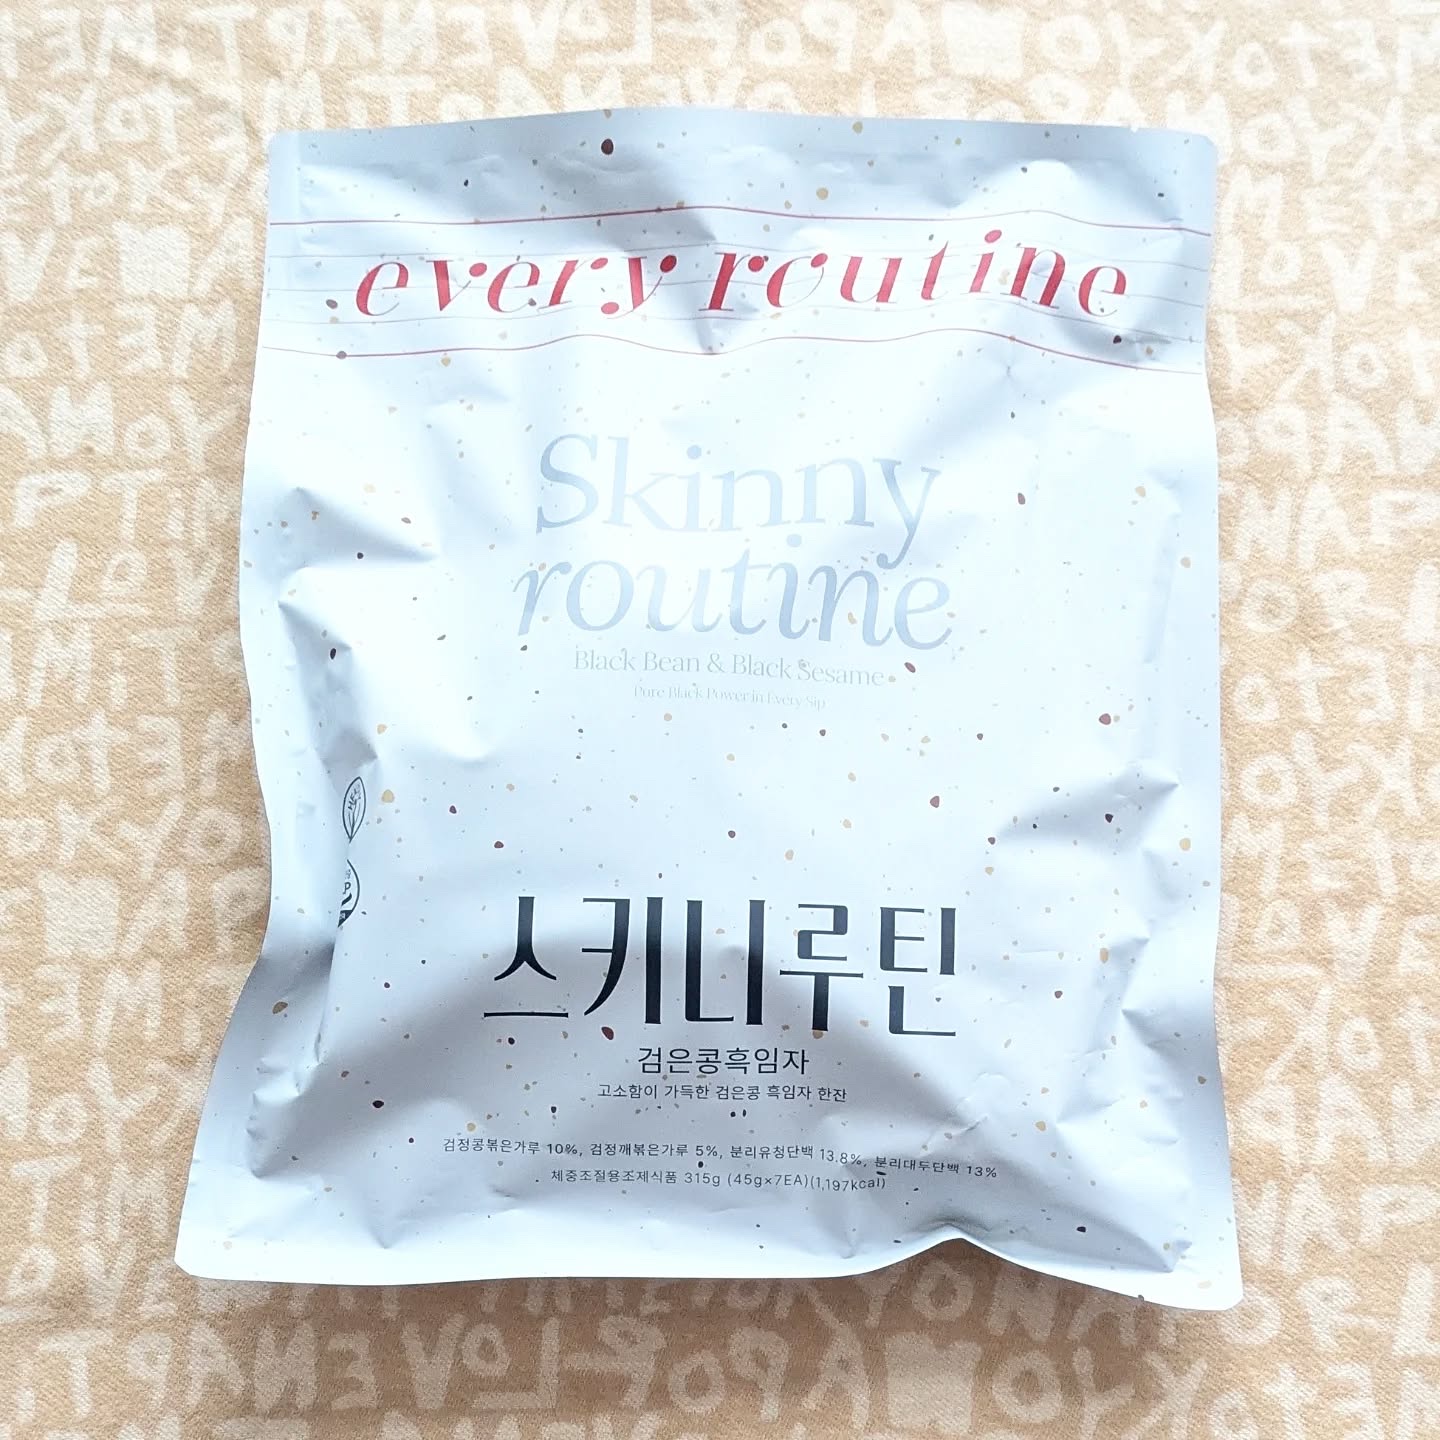 every routine
Skinny
routine
Black Bean & Black Sesame
Pure Black Power in Every Sip
스키니루틴
검은콩흑임자
고소함이 가득한 검은콩 흑임자 한잔
검정콩볶은가루 10%, 검정깨볶은가루 5%, 분리유청단백 13.8%, 분리대두단백 13%
체중조절용조제식품 315g (45g×7EA)(1,197kcal)